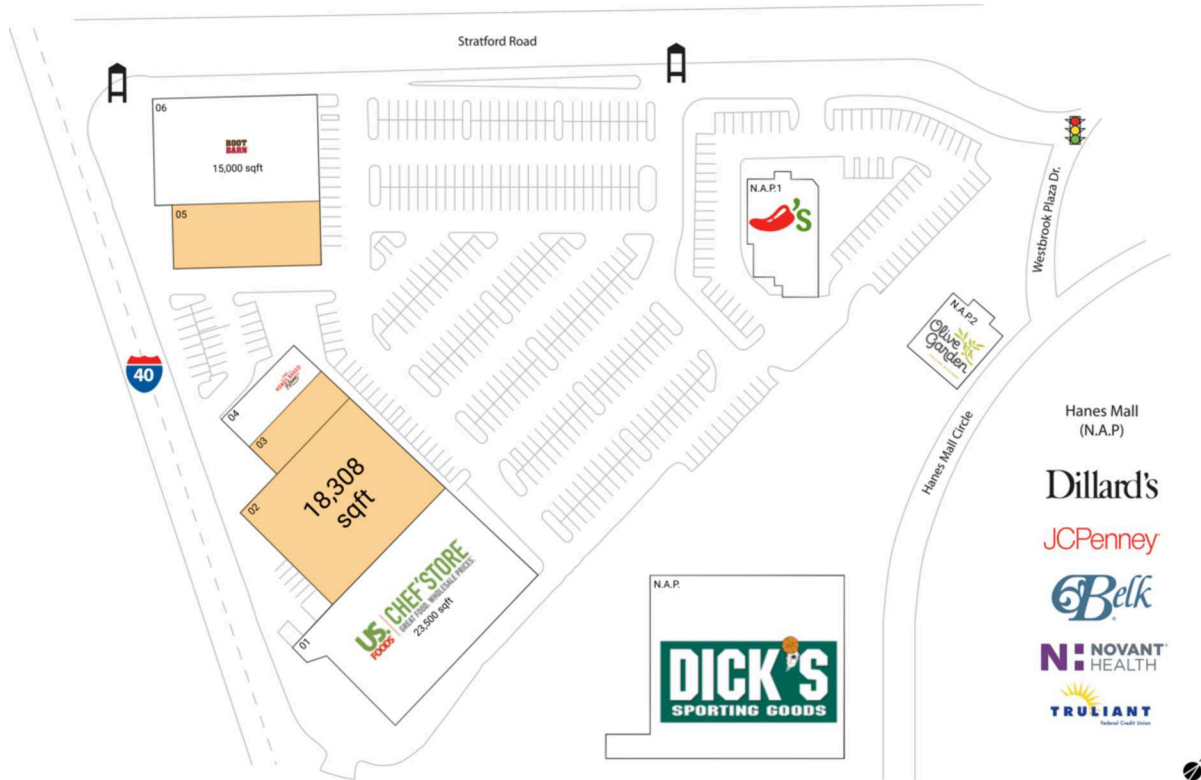 Stratford Road
06
BOOT
BARN
15,000 sqft
05
N.A.P.1
'S
Westbrook Plaza Dr.
N.A.P.2
Olive
Garden
40
04
03
02
18,308
sqft
Hanes Mall
(N.A.P)
Hanes Mall Circle
Dillard's
JCPenney
Belk
NOVANT
HEALTH
TRULIANT
Federal Credit Union
01
US.
FOODS
CHEF'STORE
GREAT FOOD. WHOLESALE PRICES.
23,500 sqft
N.A.P.
DICK'S
SPORTING GOODS